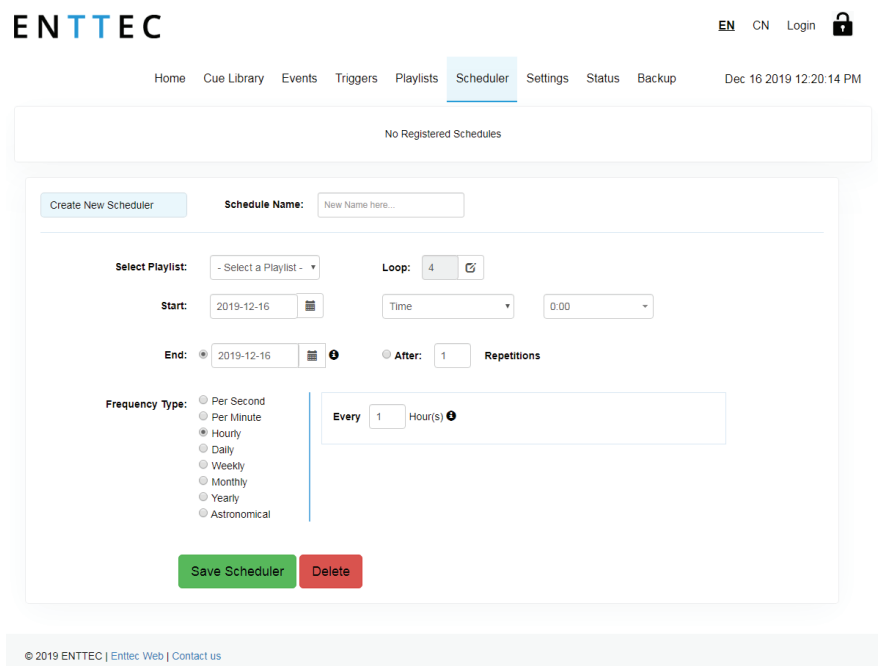 ENTTEC
EN CN Login
Home Cue Library Events Triggers Playlists Scheduler Settings Status Backup Dec 16 2019 12:20:14 PM
No Registered Schedules
Create New Scheduler Schedule Name: New Name here...
Select Playlist: - Select a Playlist - Loop: 4
Start: 2019-12-16 Time 0:00
End: 2019-12-16 After: 1 Repetitions
Frequency Type: Per Second
Per Minute
Every 1 Hour(s)
Hourly
Daily
Weekly
Monthly
Yearly
Astronomical
Save Scheduler Delete
© 2019 ENTTEC | Enttec Web | Contact us